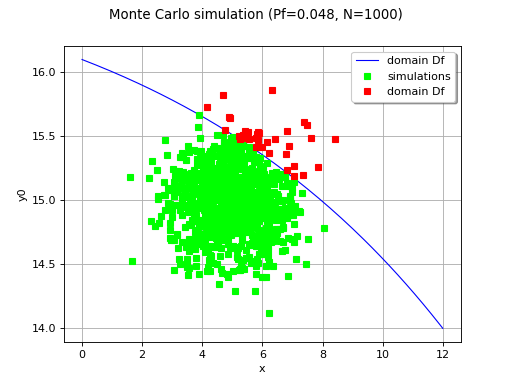 Monte Carlo simulation (Pf=0.048, N=1000)
domain Df
simulations
domain Df
16.0
15.5
15.0
14.5
14.0
y0
0 2 4 6 8 10 12
x